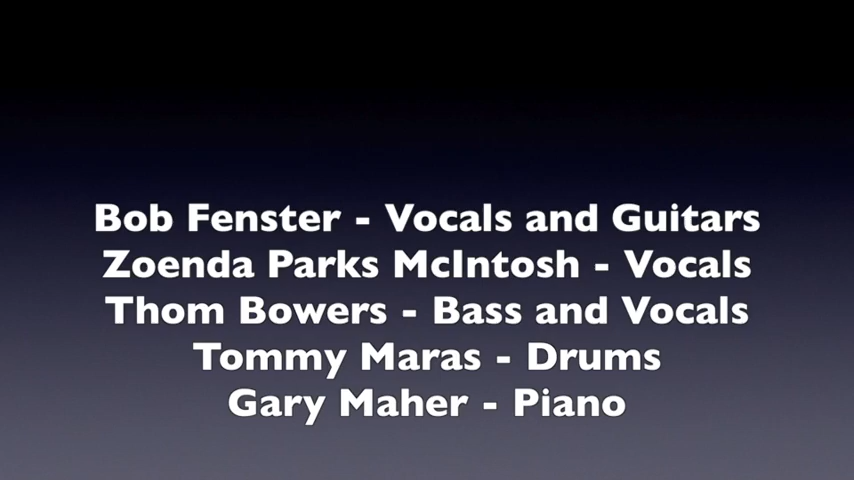 Bob Fenster - Vocals and Guitars
Zoenda Parks McIntosh - Vocals
Thom Bowers - Bass and Vocals
Tommy Maras - Drums
Gary Maher - Piano